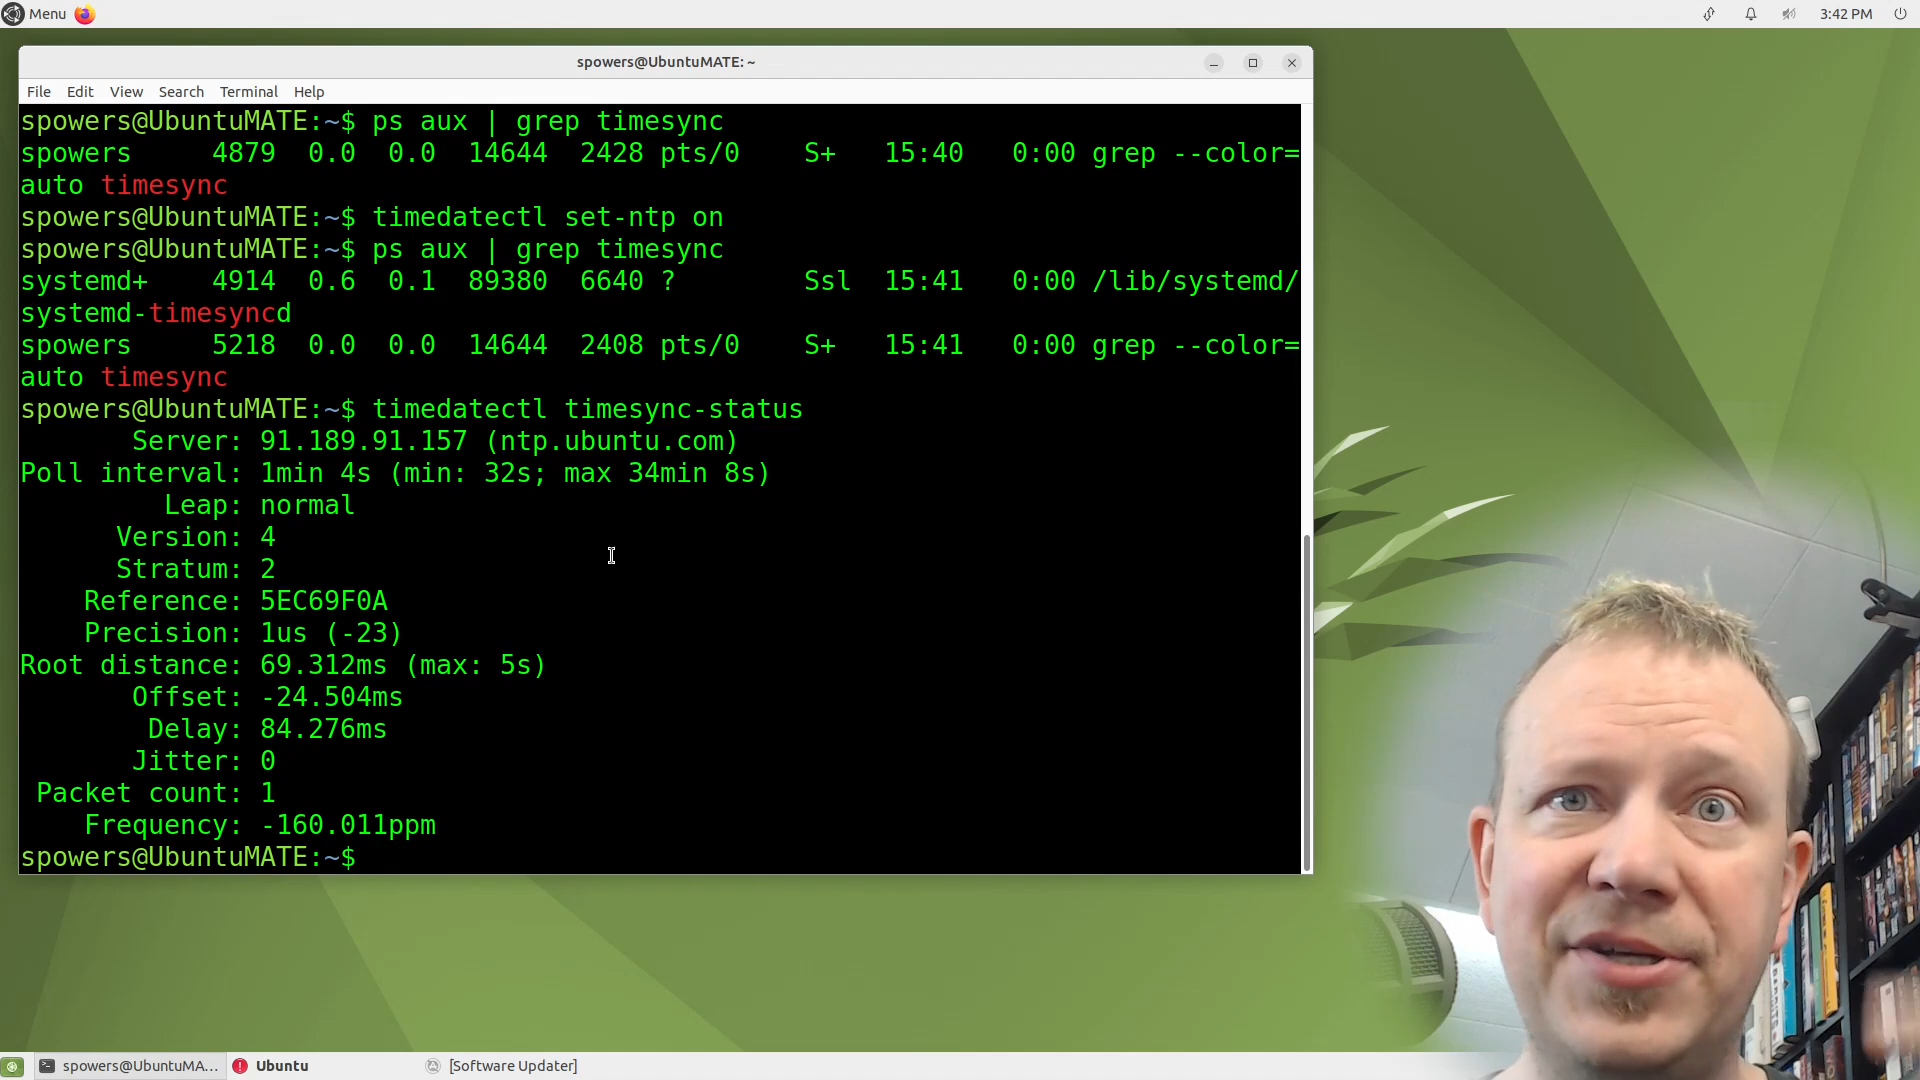 Menu
3:42 PM
spowers@UbuntuMATE: ~
File Edit View Search Terminal Help
spowers@UbuntuMATE:~$ ps aux | grep timesync
spowers     4879  0.0  0.0  14644  2428 pts/0    S+   15:40   0:00 grep --color=
auto timesync
spowers@UbuntuMATE:~$ timedatectl set-ntp on
spowers@UbuntuMATE:~$ ps aux | grep timesync
systemd+    4914  0.6  0.1  89380  6640 ?        Ssl  15:41   0:00 /lib/systemd/
systemd-timesyncd
spowers     5218  0.0  0.0  14644  2408 pts/0    S+   15:41   0:00 grep --color=
auto timesync
spowers@UbuntuMATE:~$ timedatectl timesync-status
Server: 91.189.91.157 (ntp.ubuntu.com)
Poll interval: 1min 4s (min: 32s; max 34min 8s)
Leap: normal
Version: 4
Stratum: 2
Reference: 5EC69F0A
Precision: 1us (-23)
Root distance: 69.312ms (max: 5s)
Offset: -24.504ms
Delay: 84.276ms
Jitter: 0
Packet count: 1
Frequency: -160.011ppm
spowers@UbuntuMATE:~$
spowers@UbuntuMA... Ubuntu [Software Updater]